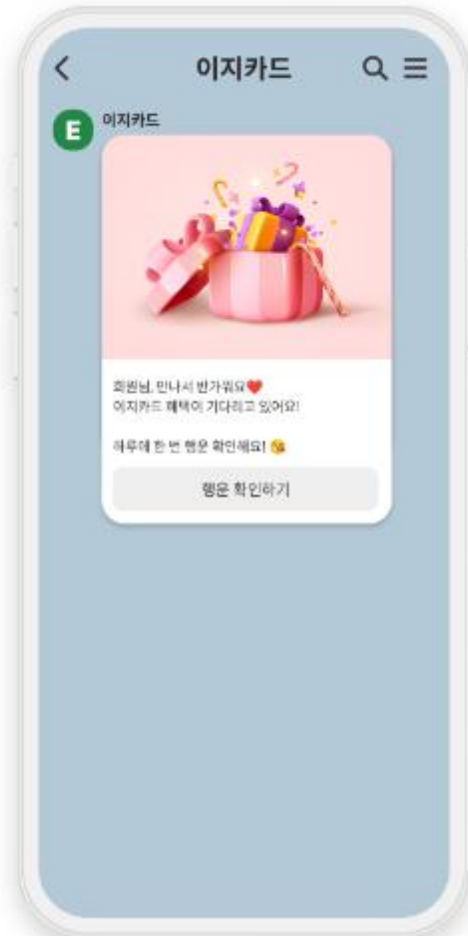 이지카드
E
이지카드
회원님, 만나서 반가워요❤️
이지카드 혜택이 기다리고 있어요!
하루에 한 번 행운 확인해요! 😘
행운 확인하기